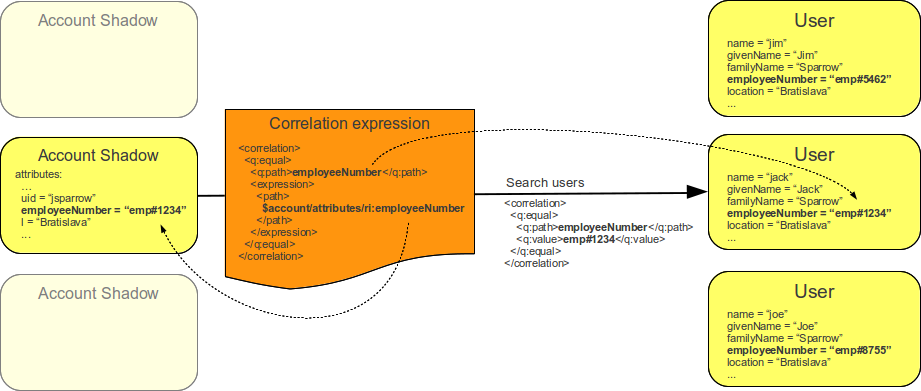 Account Shadow
Account Shadow
attributes:
...
uid = “jsparrow”
employeeNumber = “emp#1234”
l = “Bratislava”
...
Account Shadow
Correlation expression
<correlation>
<q:equal>
<q:path>employeeNumber</q:path>
<expression>
<path>
$account/attributes/ri:employeeNumber
</path>
</expression>
</q:equal>
</correlation>
Search users
<correlation>
<q:equal>
<q:path>employeeNumber</q:path>
<q:value>emp#1234</q:value>
</q:equal>
</correlation>
User
name = “jim”
givenName = “Jim”
familyName = “Sparrow”
employeeNumber = “emp#5462”
location = “Bratislava”
...
User
name = “jack”
givenName = “Jack”
familyName = “Sparrow”
employeeNumber = “emp#1234”
location = “Bratislava”
...
User
name = “joe”
givenName = “Joe”
familyName = “Sparrow”
employeeNumber = “emp#8755”
location = “Bratislava”
...